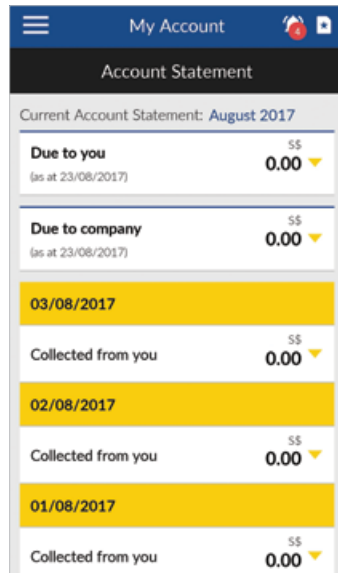 My Account
4
Account Statement
Current Account Statement: August 2017
Due to you
S$
0.00
(as at 23/08/2017)
Due to company
S$
0.00
(as at 23/08/2017)
03/08/2017
Collected from you
S$
0.00
02/08/2017
Collected from you
S$
0.00
01/08/2017
Collected from you
S$
0.00